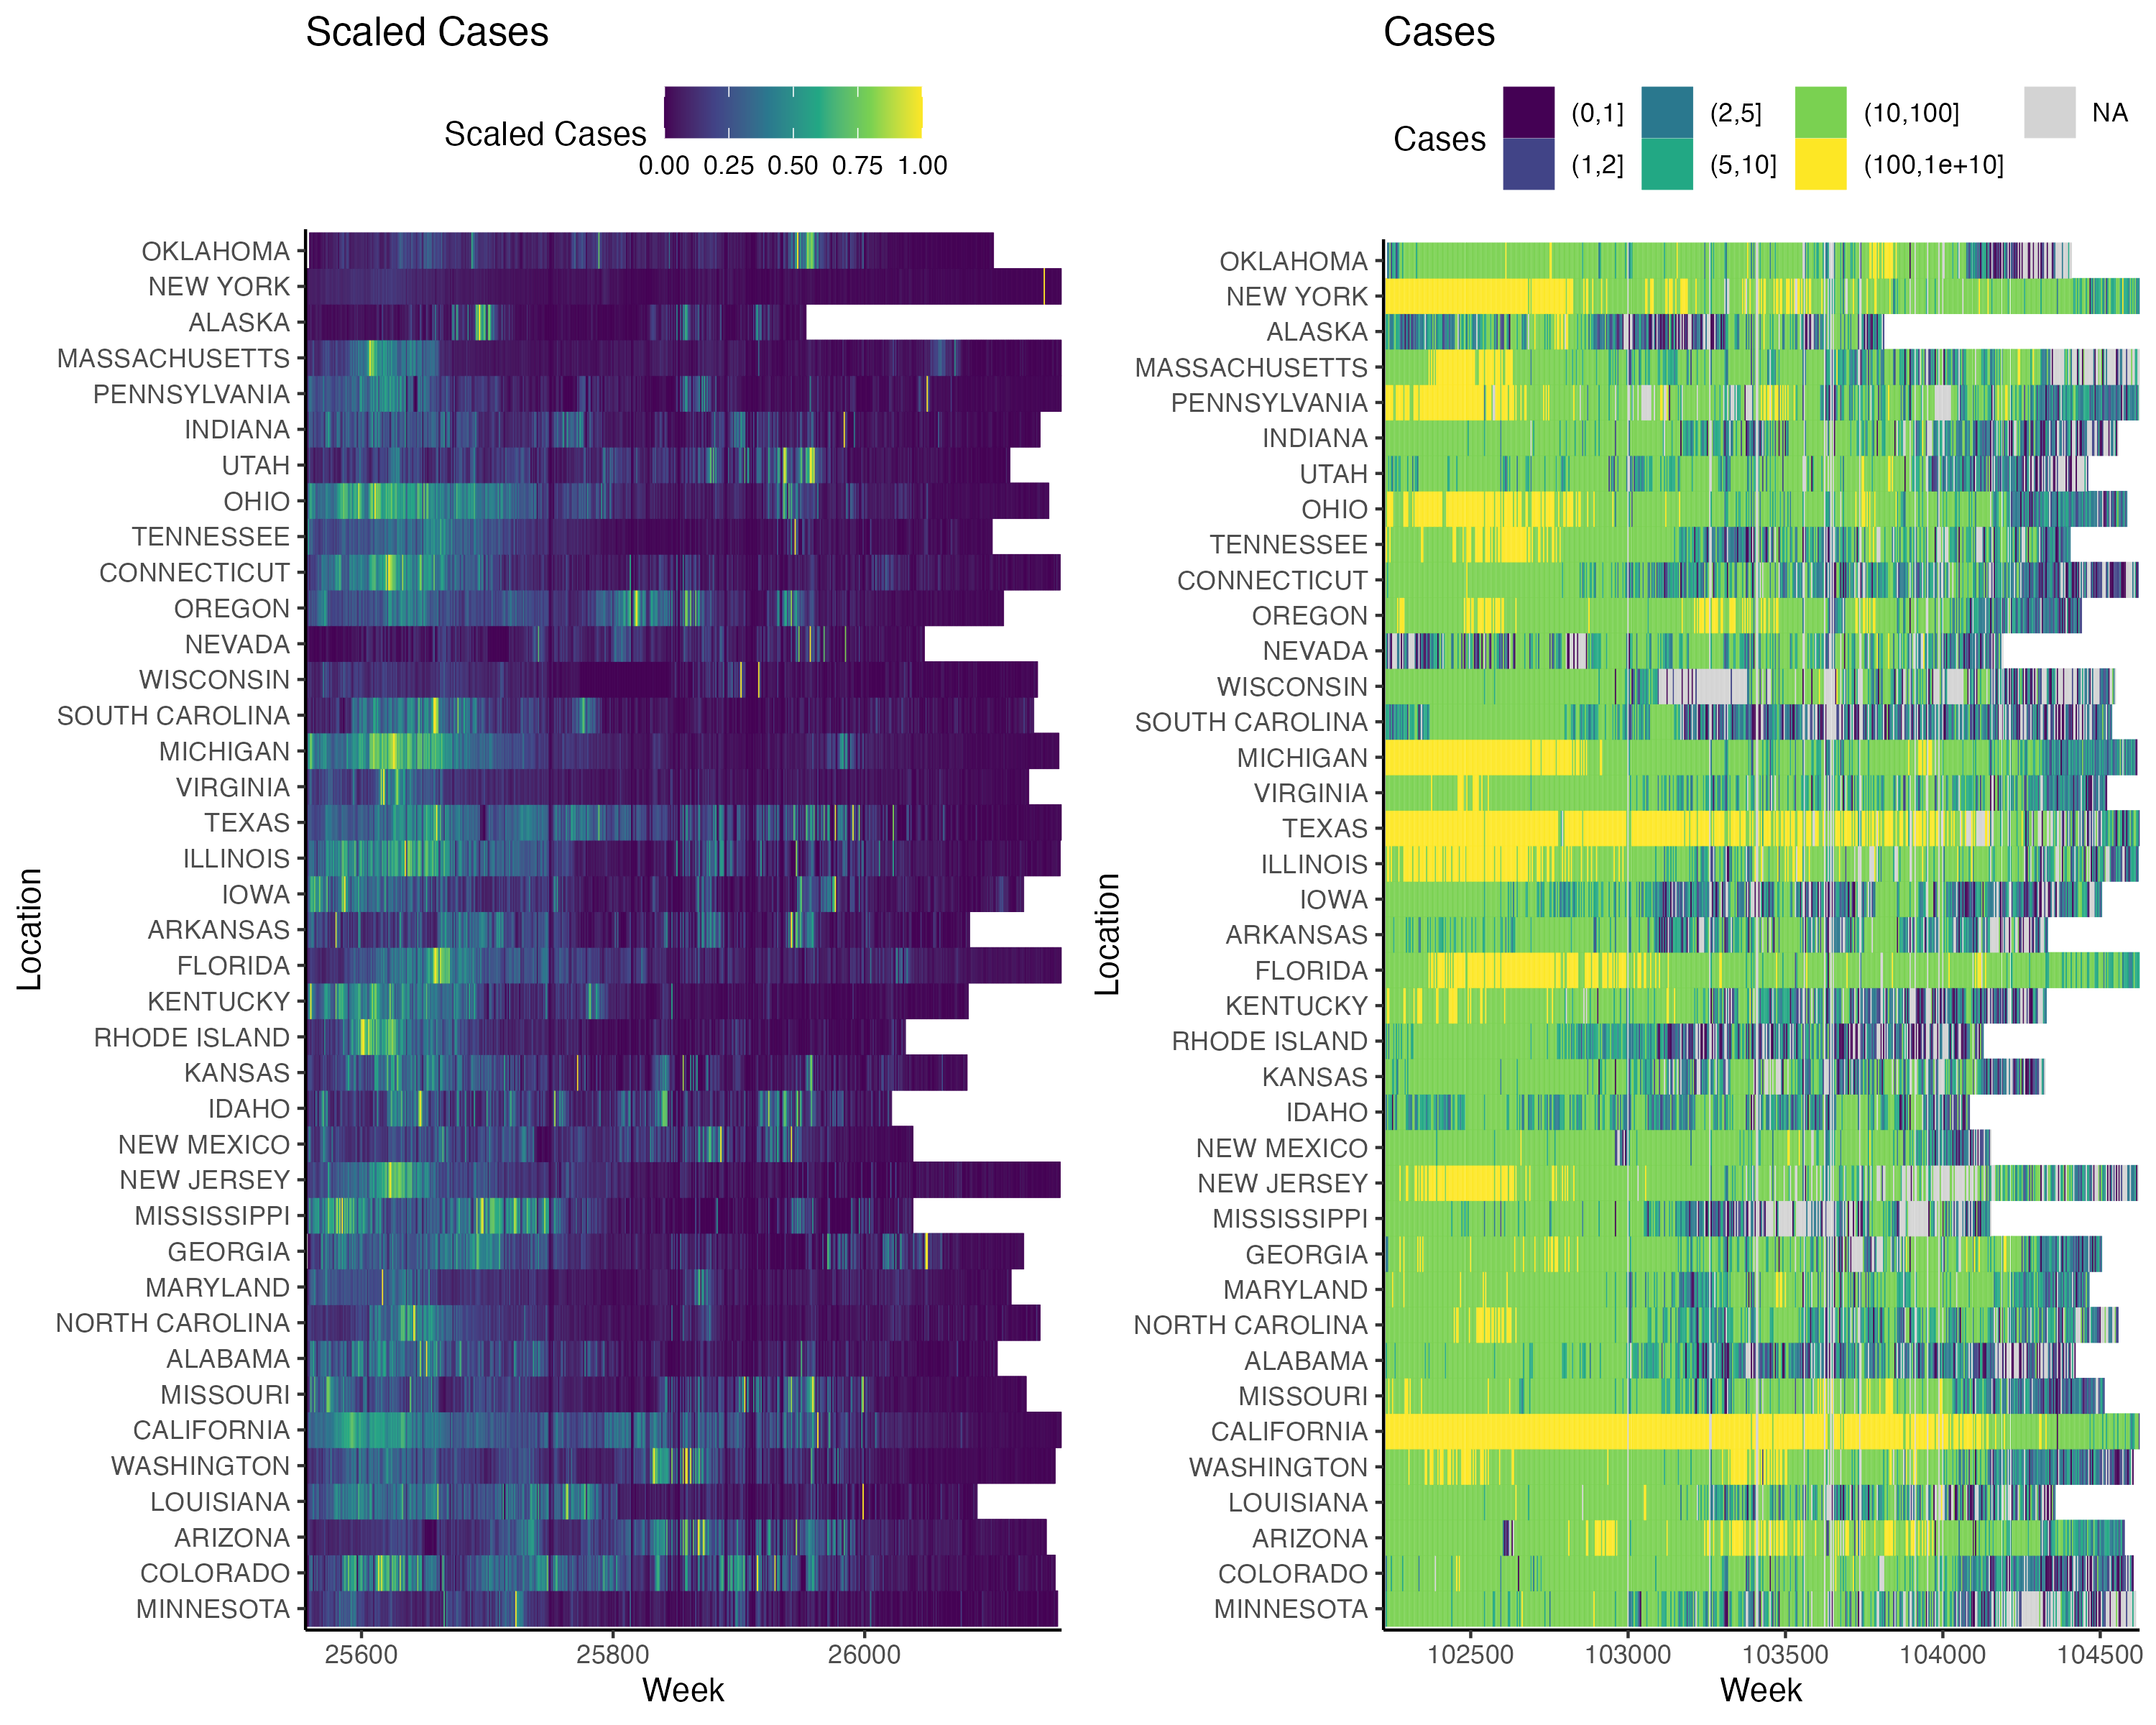 Scaled Cases
Scaled Cases
0.00 0.25 0.50 0.75 1.00
OKLAHOMA
NEW YORK
ALASKA
MASSACHUSETTS
PENNSYLVANIA
INDIANA
UTAH
OHIO
TENNESSEE
CONNECTICUT
OREGON
NEVADA
WISCONSIN
SOUTH CAROLINA
MICHIGAN
VIRGINIA
TEXAS
ILLINOIS
IOWA
ARKANSAS
FLORIDA
KENTUCKY
RHODE ISLAND
KANSAS
IDAHO
NEW MEXICO
NEW JERSEY
MISSISSIPPI
GEORGIA
MARYLAND
NORTH CAROLINA
ALABAMA
MISSOURI
CALIFORNIA
WASHINGTON
LOUISIANA
ARIZONA
COLORADO
MINNESOTA
Location
25600 25800 26000
Week
Cases
Cases
(0,1] (2,5] (10,100] NA
(1,2] (5,10] (100,1e+10]
OKLAHOMA
NEW YORK
ALASKA
MASSACHUSETTS
PENNSYLVANIA
INDIANA
UTAH
OHIO
TENNESSEE
CONNECTICUT
OREGON
NEVADA
WISCONSIN
SOUTH CAROLINA
MICHIGAN
VIRGINIA
TEXAS
ILLINOIS
IOWA
ARKANSAS
FLORIDA
KENTUCKY
RHODE ISLAND
KANSAS
IDAHO
NEW MEXICO
NEW JERSEY
MISSISSIPPI
GEORGIA
MARYLAND
NORTH CAROLINA
ALABAMA
MISSOURI
CALIFORNIA
WASHINGTON
LOUISIANA
ARIZONA
COLORADO
MINNESOTA
Location
102500 103000 103500 104000 104500
Week